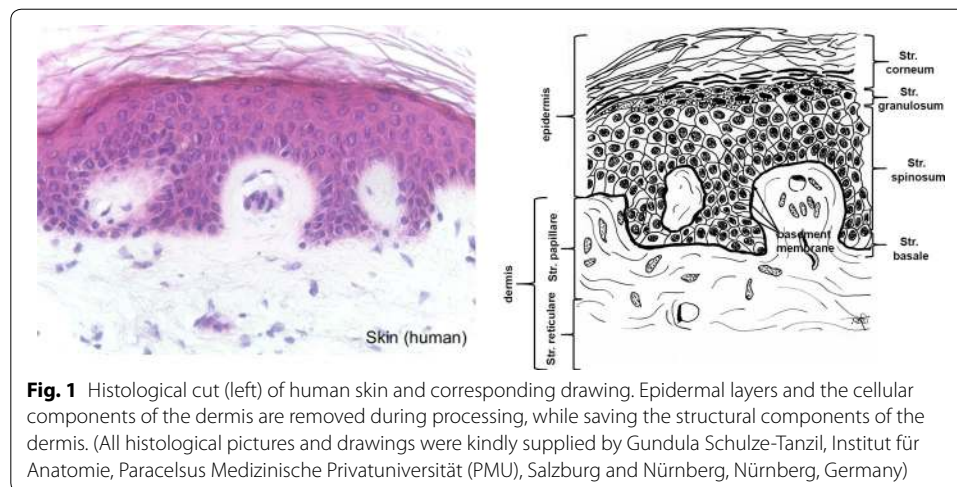 Skin (human)
epidermis
dermis
Str. papillare
Str. reticulare
Str.
corneum
Str.
granulosum
Str.
spinosum
basement
membrane
Str.
basale
Fig. 1 Histological cut (left) of human skin and corresponding drawing. Epidermal layers and the cellular
components of the dermis are removed during processing, while saving the structural components of the
dermis. (All histological pictures and drawings were kindly supplied by Gundula Schulze-Tanzil, Institut für
Anatomie, Paracelsus Medizinische Privatuniversität (PMU), Salzburg and Nürnberg, Nürnberg, Germany)